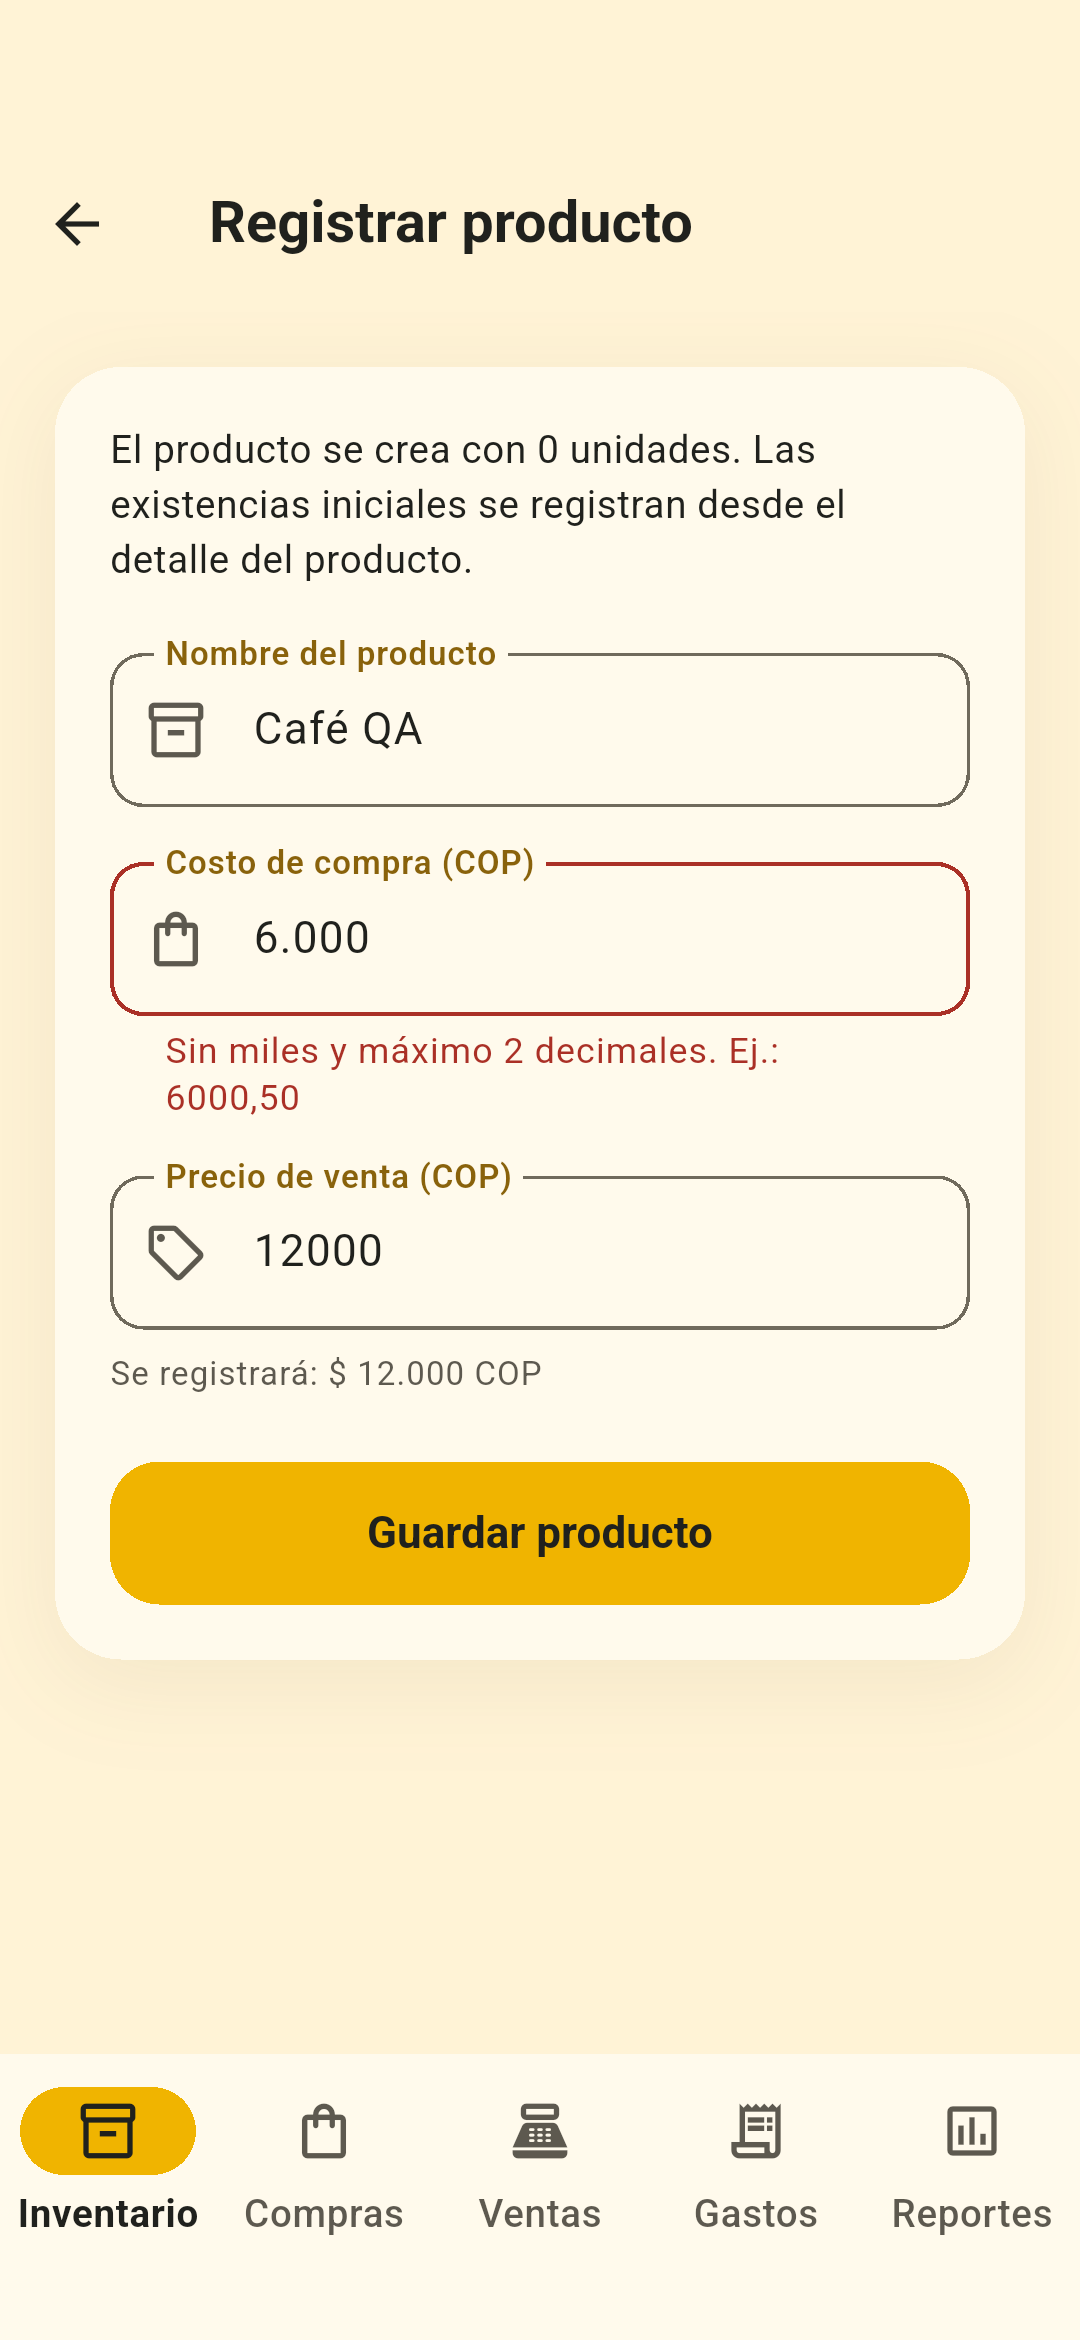 Registrar producto
El producto se crea con 0 unidades. Las
existencias iniciales se registran desde el
detalle del producto.
Nombre del producto
Café QA
Costo de compra (COP)
6.000
Sin miles y máximo 2 decimales. Ej.:
6000,50
Precio de venta (COP)
12000
Se registrará: $ 12.000 COP
Guardar producto
Inventario Compras Ventas Gastos Reportes